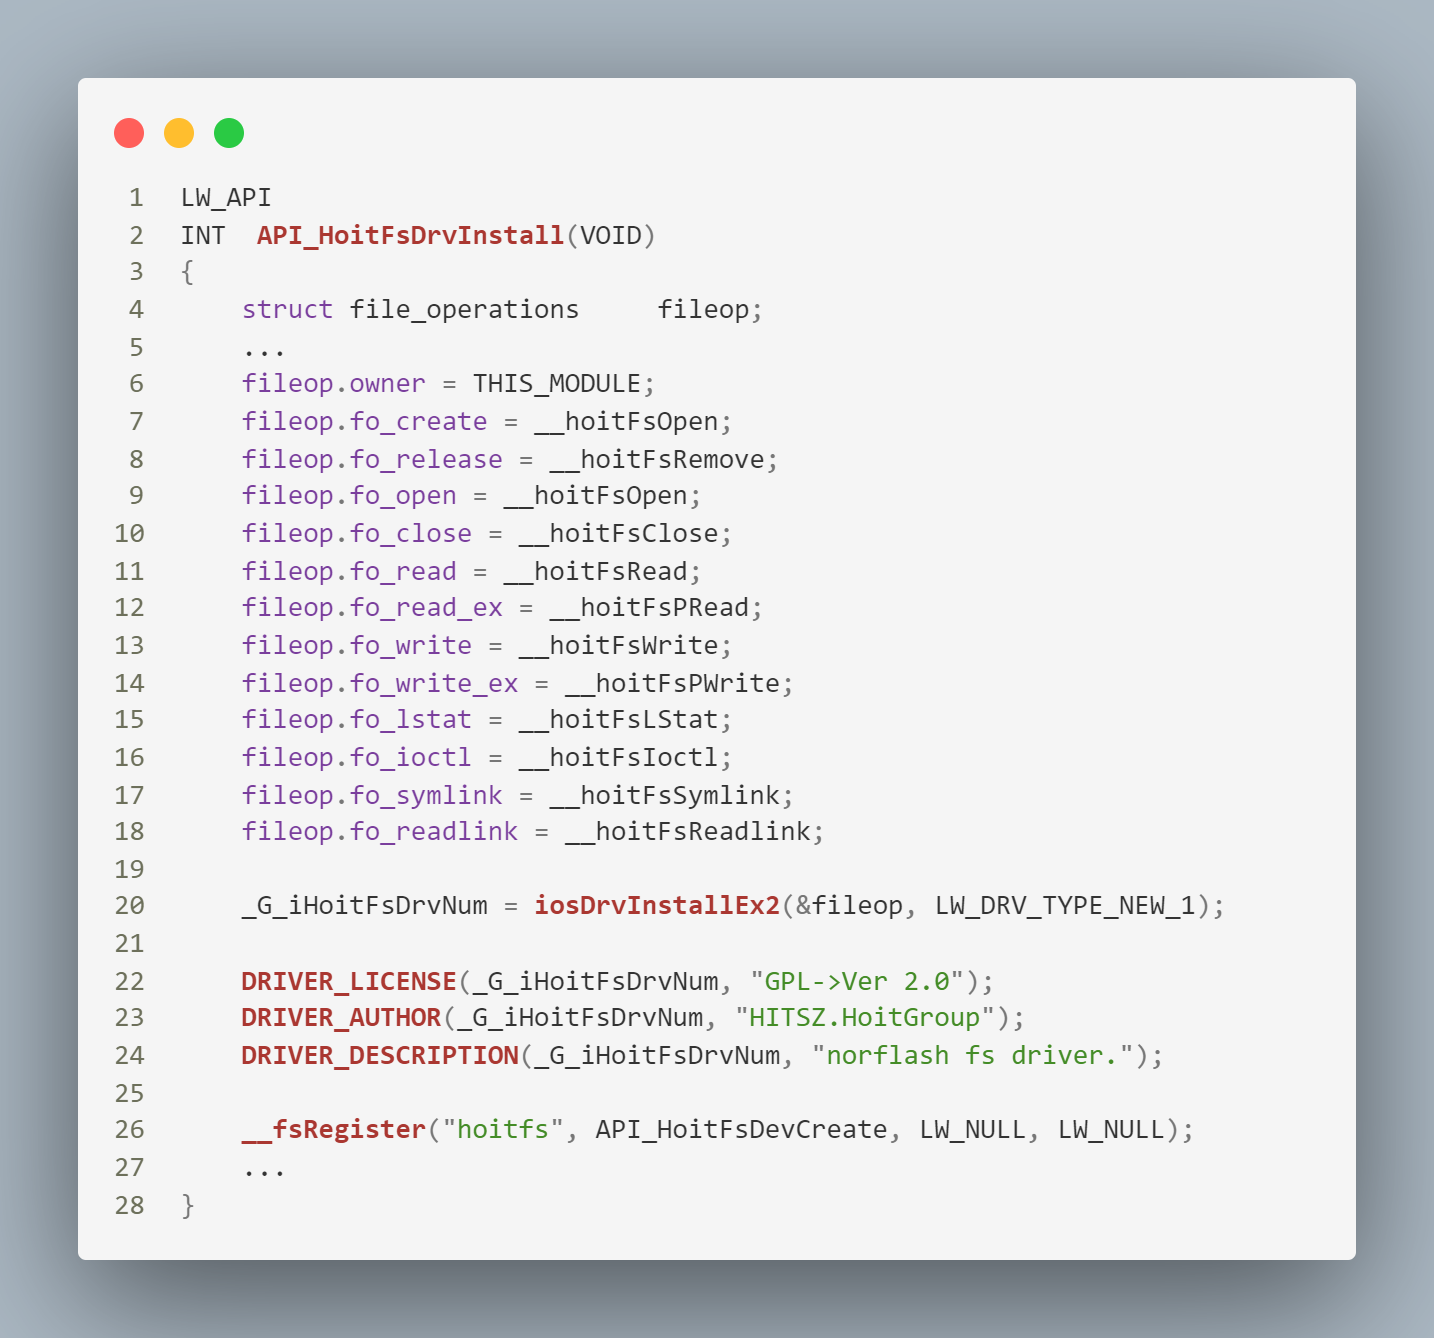 1 LW_API
2 INT  API_HoitFsDrvInstall(VOID)
3 {
4     struct file_operations     fileop;
5     ...
6     fileop.owner = THIS_MODULE;
7     fileop.fo_create = __hoitFsOpen;
8     fileop.fo_release = __hoitFsRemove;
9     fileop.fo_open = __hoitFsOpen;
10     fileop.fo_close = __hoitFsClose;
11     fileop.fo_read = __hoitFsRead;
12     fileop.fo_read_ex = __hoitFsPRead;
13     fileop.fo_write = __hoitFsWrite;
14     fileop.fo_write_ex = __hoitFsPWrite;
15     fileop.fo_lstat = __hoitFsLStat;
16     fileop.fo_ioctl = __hoitFsIoctl;
17     fileop.fo_symlink = __hoitFsSymlink;
18     fileop.fo_readlink = __hoitFsReadlink;
19
20     _G_iHoitFsDrvNum = iosDrvInstallEx2(&fileop, LW_DRV_TYPE_NEW_1);
21
22     DRIVER_LICENSE(_G_iHoitFsDrvNum, "GPL->Ver 2.0");
23     DRIVER_AUTHOR(_G_iHoitFsDrvNum, "HITSZ.HoitGroup");
24     DRIVER_DESCRIPTION(_G_iHoitFsDrvNum, "norflash fs driver.");
25
26     __fsRegister("hoitfs", API_HoitFsDevCreate, LW_NULL, LW_NULL);
27     ...
28 }